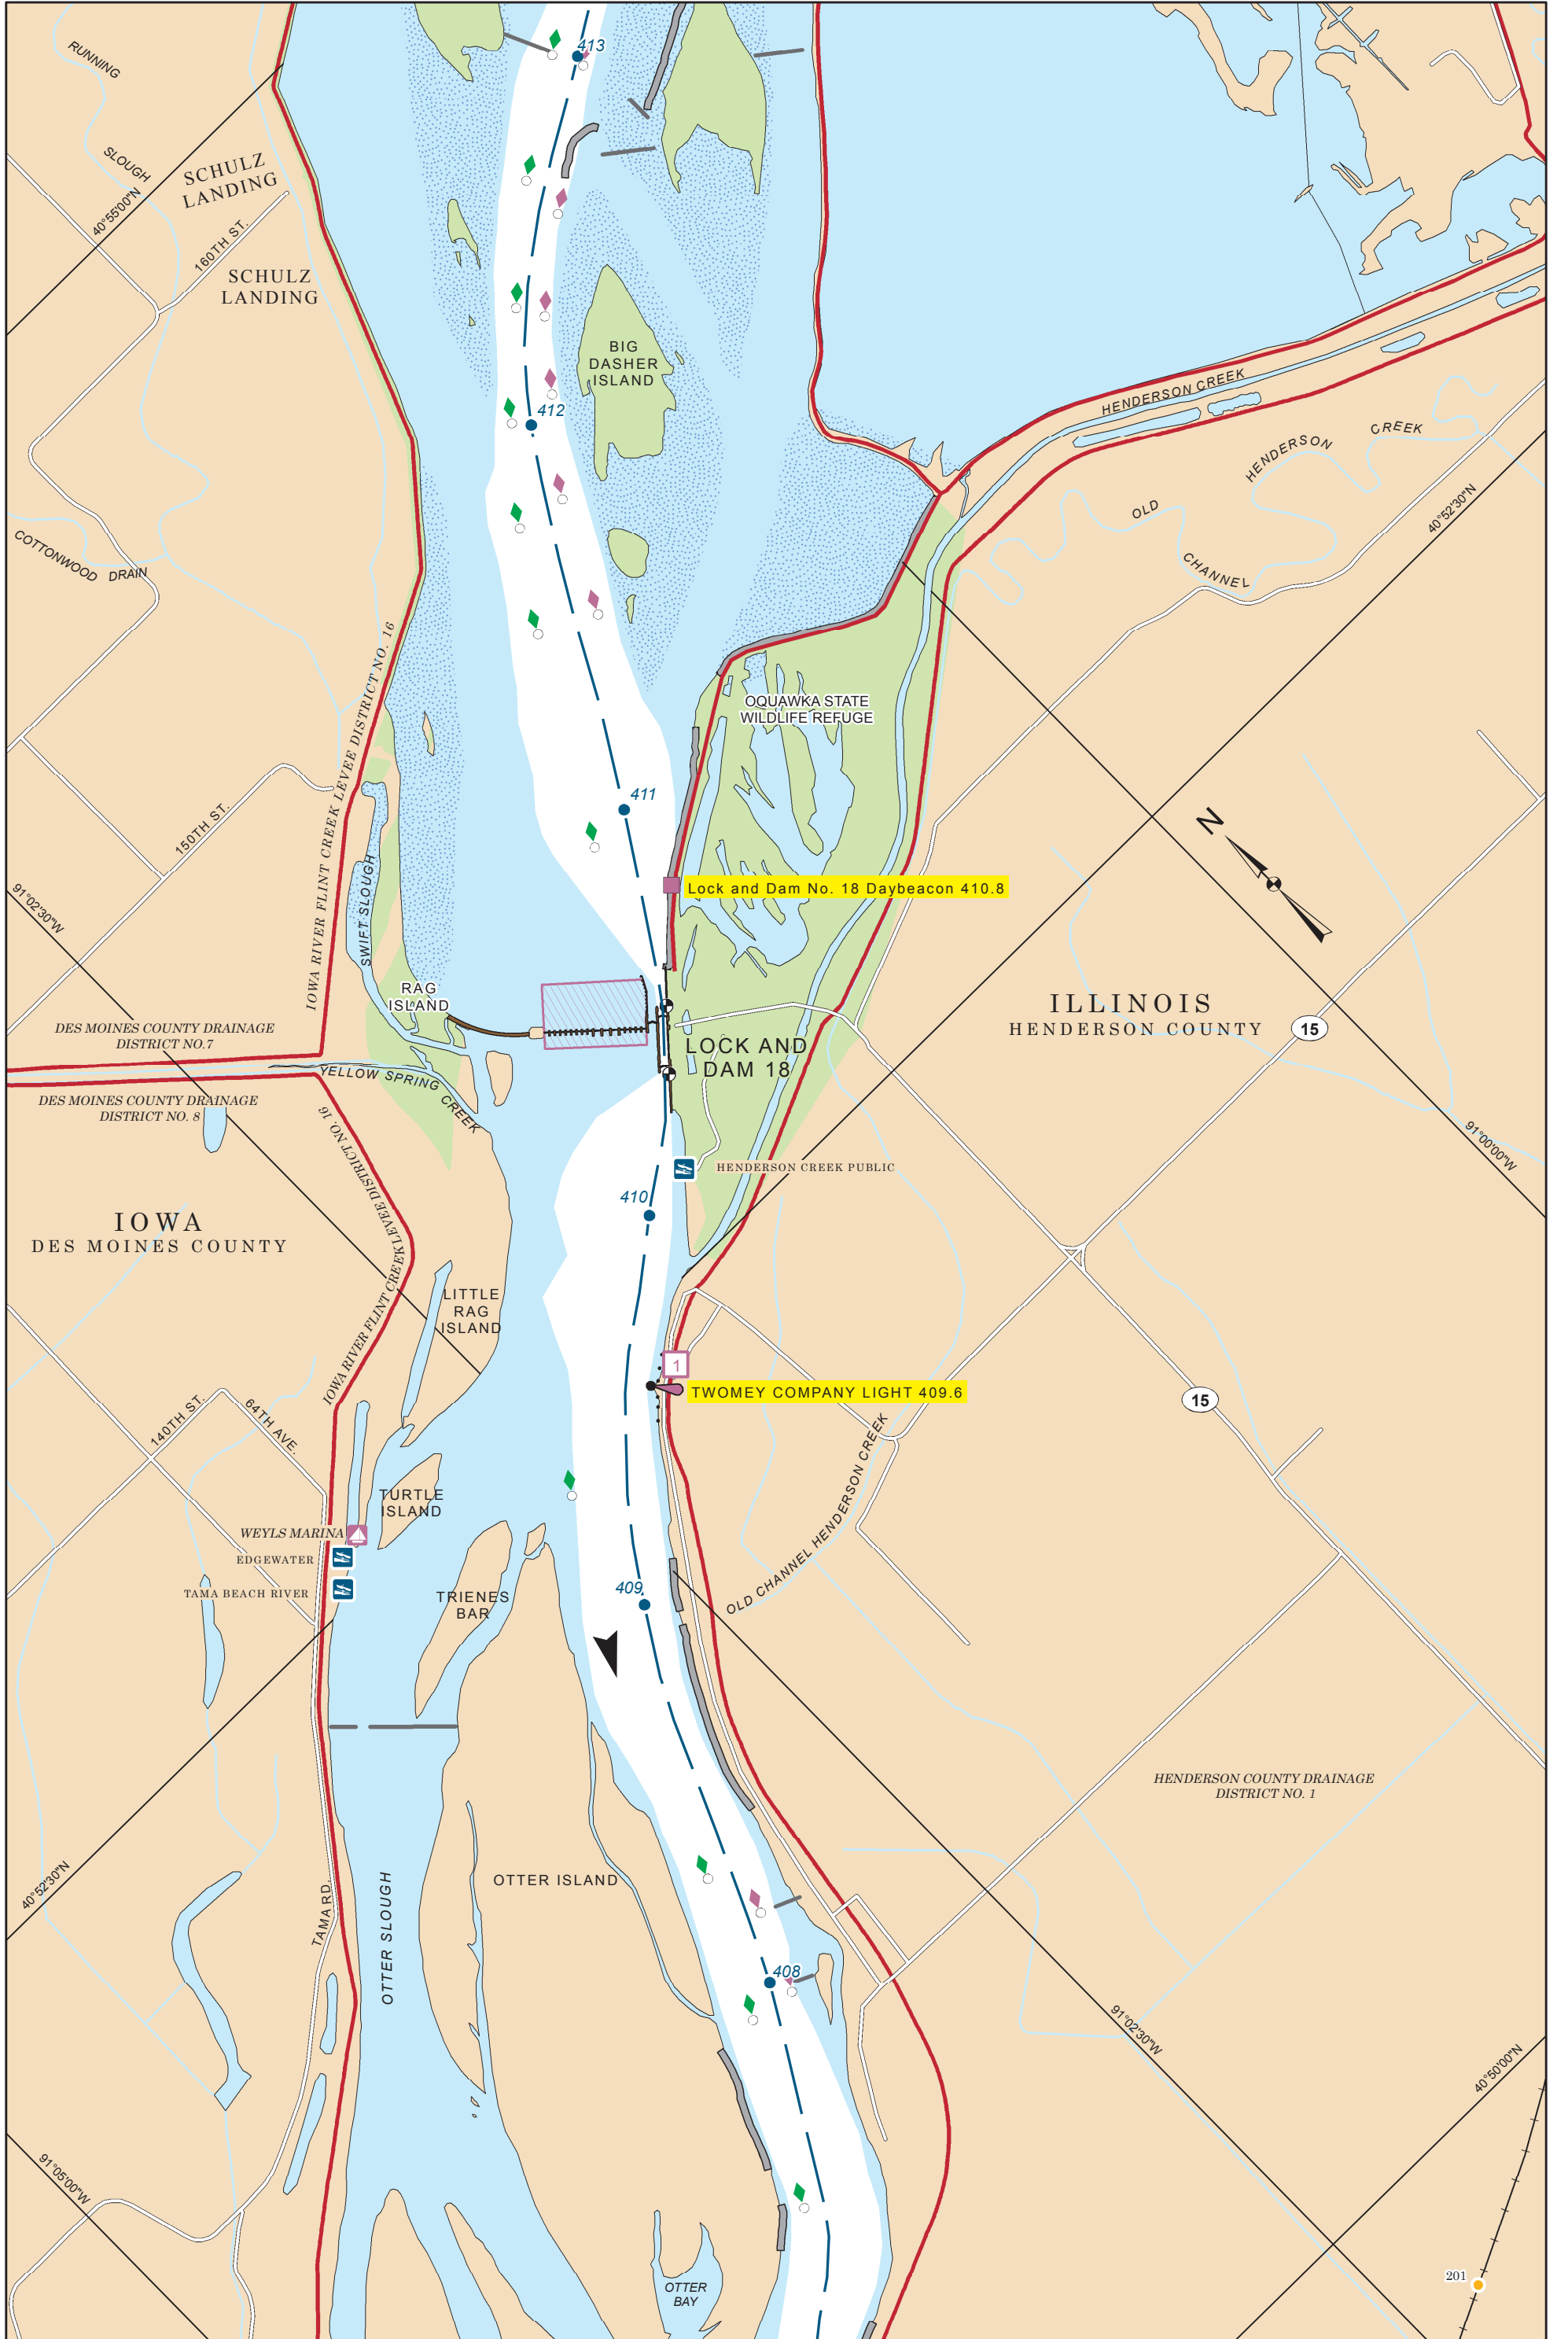 413
RUNNING
SLOUGH
SCHULZ
LANDING
40°55'00"N
160TH ST.
SCHULZ
LANDING
BIG
DASHER
ISLAND
412
HENDERSON CREEK
HENDERSON
CREEK
OLD
CHANNEL
40°52'30"N
COTTONWOOD DRAIN
IOWA RIVER FLINT CREEK LEVEE DISTRICT NO. 16
OQUAWKA STATE
WILDLIFE REFUGE
411
150TH ST.
N
Lock and Dam No. 18 Daybeacon 410.8
91°02'30"W
SWIFT SLOUGH
RAG
ISLAND
ILLINOIS
HENDERSON COUNTY
15
DES MOINES COUNTY DRAINAGE
DISTRICT NO.7
LOCK AND
DAM 18
YELLOW SPRING
CREEK
DES MOINES COUNTY DRAINAGE
DISTRICT NO. 8
IOWA RIVER FLINT CREEK LEVEE DISTRICT NO. 16
91°00'00"W
HENDERSON CREEK PUBLIC
410
IOWA
DES MOINES COUNTY
LITTLE
RAG
ISLAND
1
TWOMEY COMPANY LIGHT 409.6
15
140TH ST.
64TH AVE.
OLD CHANNEL HENDERSON CREEK
TURTLE
ISLAND
WEYLS MARINA
EDGEWATER
TAMA BEACH RIVER
TRIENES
BAR
409
HENDERSON COUNTY DRAINAGE
DISTRICT NO. 1
40°52'30"N
TAMA RD.
OTTER SLOUGH
OTTER ISLAND
408
91°02'30"W
40°50'00"N
91°05'00"W
OTTER
BAY
201